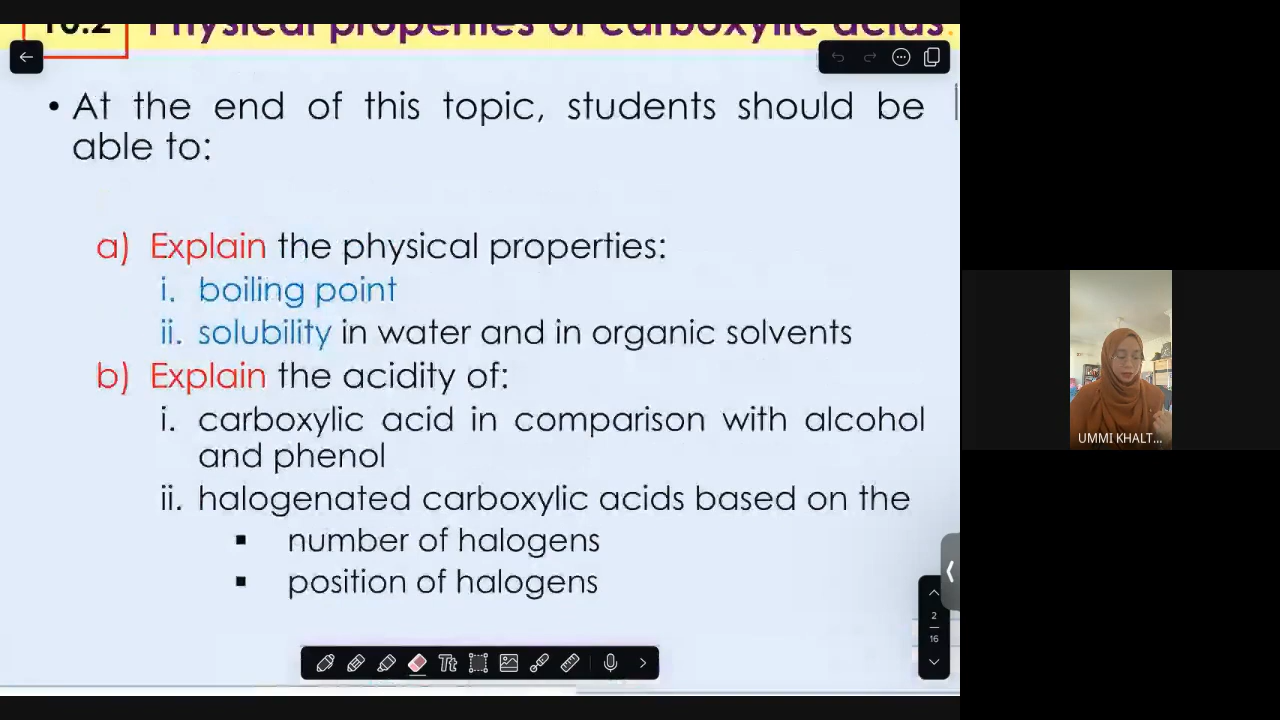 10.2 Physical properties of carboxylic acids.
• At the end of this topic, students should be
able to:
a) Explain the physical properties:
i. boiling point
ii. solubility in water and in organic solvents
b) Explain the acidity of:
i. carboxylic acid in comparison with alcohol
and phenol
ii. halogenated carboxylic acids based on the
▪ number of halogens
▪ position of halogens
UMMI KHALT...
2
16
Tt